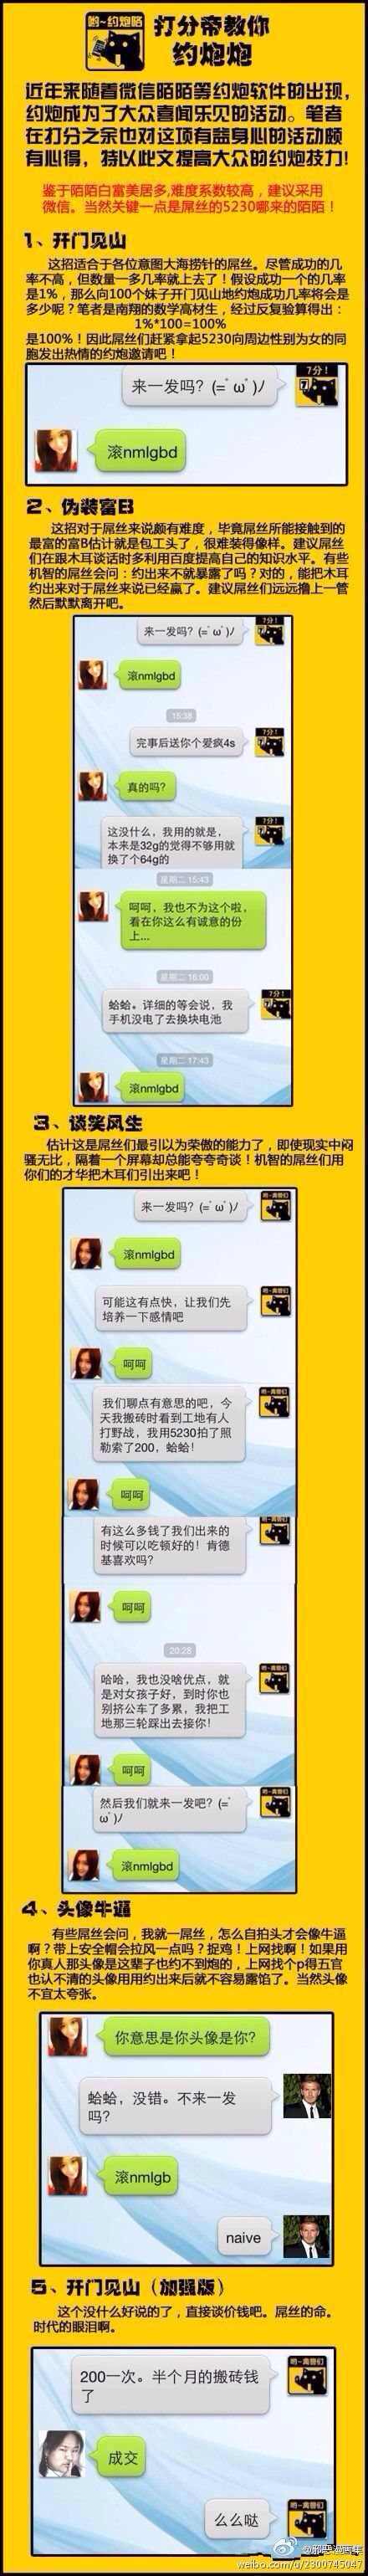 哟~约炮啪
打分帝教你
约炮炮
近年来随着微信陌陌等约炮软件的出现，
约炮成为了大众喜闻乐见的活动。笔者
在打分之余也对这项有益身心的活动颇
有心得，特以此文提高大众的约炮技力！
鉴于陌陌白富美居多,难度系数较高，建议采用
微信。当然关键一点是屌丝的5230哪来的陌陌！
1、开门见山
这招适合于各位意图大海捞针的屌丝。尽管成功的几
率不高，但数量一多几率就上去了！假设成功一个的几率
是1%，那么向100个妹子开门见山地约炮成功几率将会是
多少呢？笔者是南翔的数学高材生，经过反复验算得出：
1%*100=100%
是100%！因此屌丝们赶紧拿起5230向周边性别为女的同
胞发出热情的约炮邀请吧！
7分！
来一发吗？(=ﾟωﾟ)ﾉ
滚nmlgbd
2、伪装富B
这招对于屌丝来说颇有难度，毕竟屌丝所能接触到的
最富的富B估计就是包工头了，很难装得像样。建议屌丝
们在跟木耳谈话时多利用百度提高自己的知识水平。有些
机智的屌丝会问：约出来不就暴露了吗？对的，能把木耳
约出来对于屌丝来说已经赢了。建议屌丝们远远撸上一管
然后默默离开吧。
7分！
来一发吗？(=ﾟωﾟ)ﾉ
滚nmlgbd
15:38
7分！
完事后送你个爱疯4s
真的吗？
7分！
这没什么，我用的就是，
本来是32g的觉得不够用就
换了个64g的
星期二 15:43
呵呵，我也不为这个啦，
看在你这么有诚意的份
上...
星期二 16:00
7分！
蛤蛤。详细的等会说，我
手机没电了去换块电池
星期二 17:43
滚nmlgbd
3、谈笑风生
估计这是屌丝们最引以为荣傲的能力了，即使现实中闷
骚无比，隔着一个屏幕却总能夸夸奇谈！机智的屌丝们用
你们的才华把木耳们引出来吧！
来一发吗？(=ﾟωﾟ)ﾉ
滚nmlgbd
可能这有点快，让我们先
培养一下感情吧
呵呵
我们聊点有意思的吧，今
天我搬砖时看到工地有人
打野战，我用5230拍了照
勒索了200，蛤蛤！
呵呵
有这么多钱了我们出来的
时候可以吃顿好的！肯德
基喜欢吗？
呵呵
20:28
哈哈，我也没啥优点，就
是对女孩子好，到时你也
别挤公车了多累，我把工
地那三轮踩出去接你！
呵呵
然后我们就来一发吧？(=ﾟ
ωﾟ)ﾉ
滚nmlgbd
4、头像牛逼
有些屌丝会问，我就一屌丝，怎么自拍头才会像牛逼
啊？带上安全帽会拉风一点吗？捉鸡！上网找啊！如果用
你真人那头像是这辈子也约不到炮的，上网找个p得五官
也认不清的头像用用约出来后就不容易露馅了。当然头像
不宜太夸张。
你意思是你头像是你？
蛤蛤，没错。不来一发
吗？
滚nmlgb
naive
5、开门见山（加强版）
这个没什么好说的了，直接谈价钱吧。屌丝的命。
时代的眼泪啊。
200一次。半个月的搬砖钱
了
成交
么么哒
weibo.com/u/2300745047